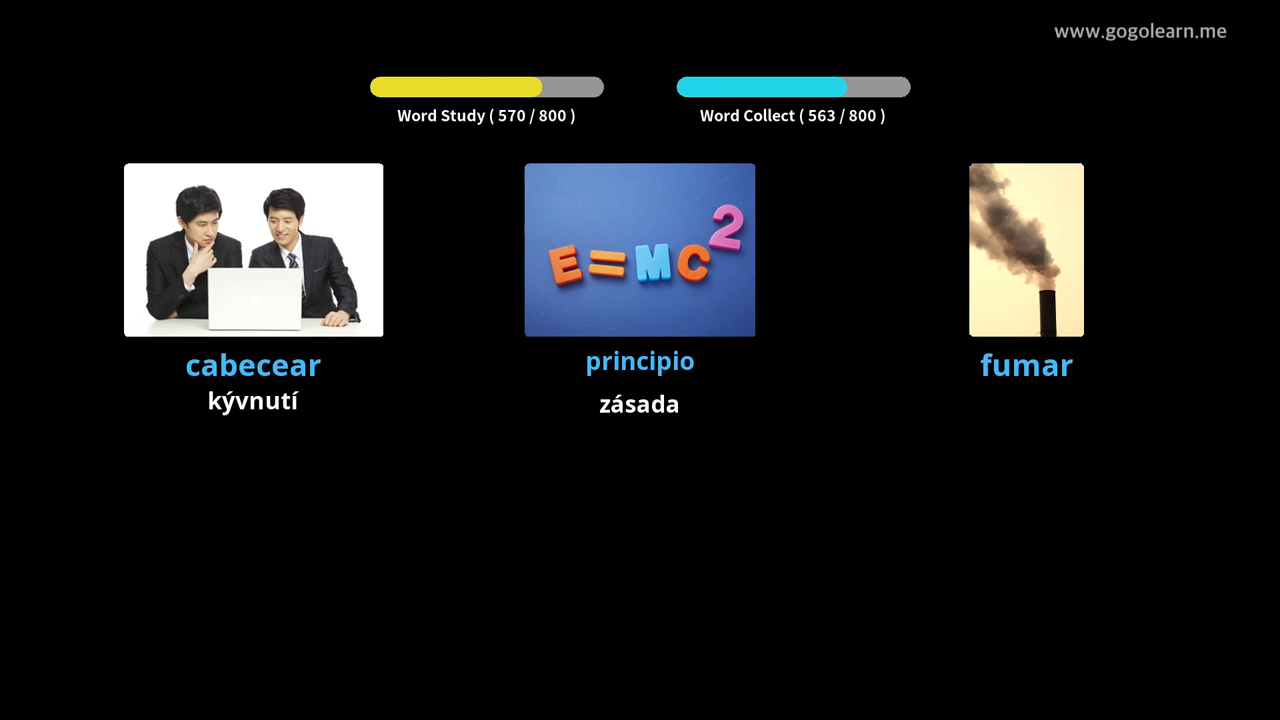 www.gogolearn.me
Word Study ( 570 / 800 )
Word Collect ( 563 / 800 )
E=MC2
cabecear
principio
fumar
kývnutí
zásada